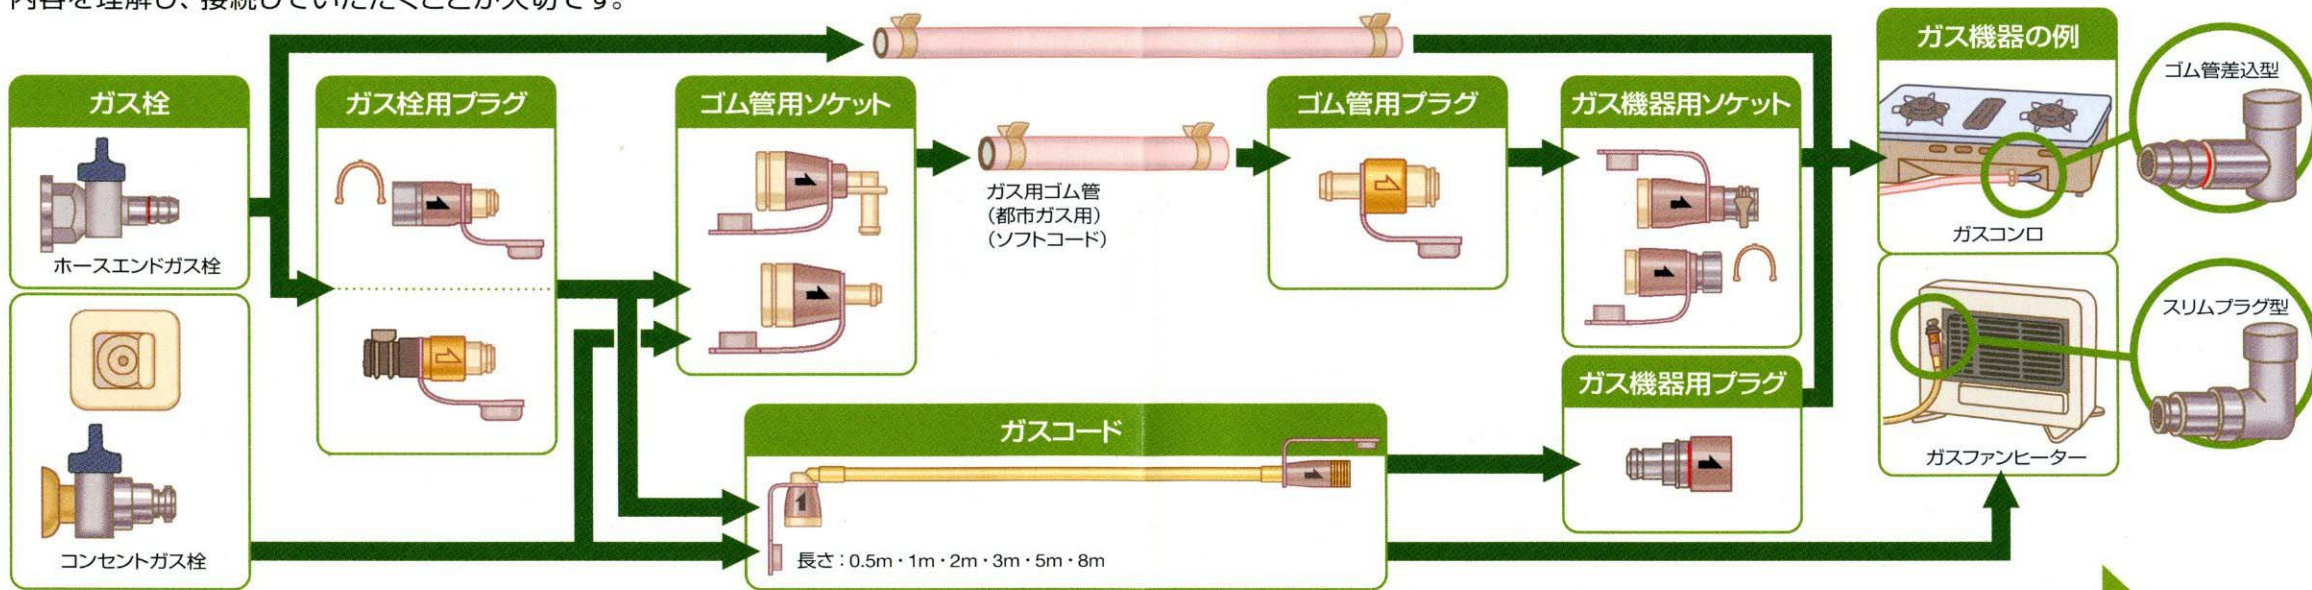 内容を理解し、接続していただくことが大切です。
ガス栓
ホースエンドガス栓
コンセントガス栓
ガス栓用プラグ
ゴム管用ソケット
ガス用ゴム管
(都市ガス用)
(ソフトコード)
ゴム管用プラグ
ガス機器用ソケット
ガスコード
長さ:0.5m・1m・2m・3m・5m・8m
ガス機器用プラグ
ガス機器の例
ガスコンロ
ガスファンヒーター
ゴム管差込型
スリムプラグ型